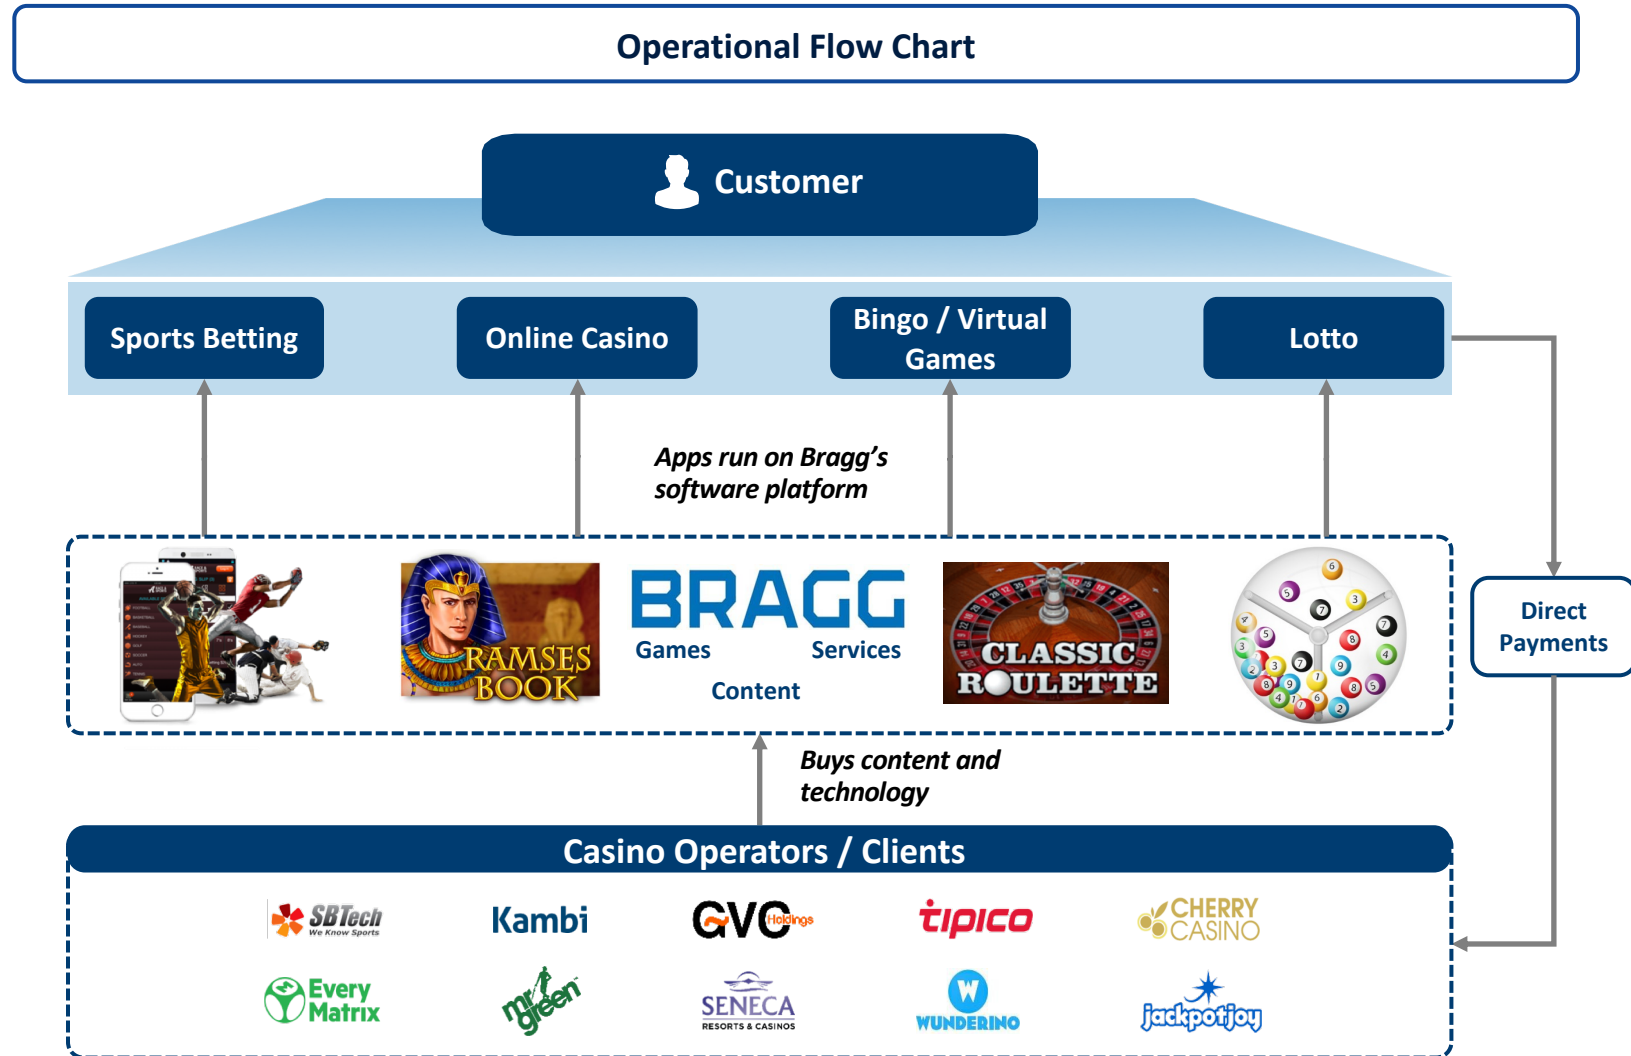 Operational Flow Chart
Customer
Sports Betting
Online Casino
Bingo / Virtual
Games
Lotto
Apps run on Bragg's
software platform
RAMSES
BOOK
BRAGG
Games
Services
Content
CLASSIC
ROULETTE
Direct
Payments
Buys content and
technology
Casino Operators / Clients
SBTech
We Know Sports
Kambi
GVC Holdings
tipico
CHERRY
CASINO
Every
Matrix
mr
green
SENECA
RESORTS & CASINOS
W
WUNDERINO
jackpotjoy